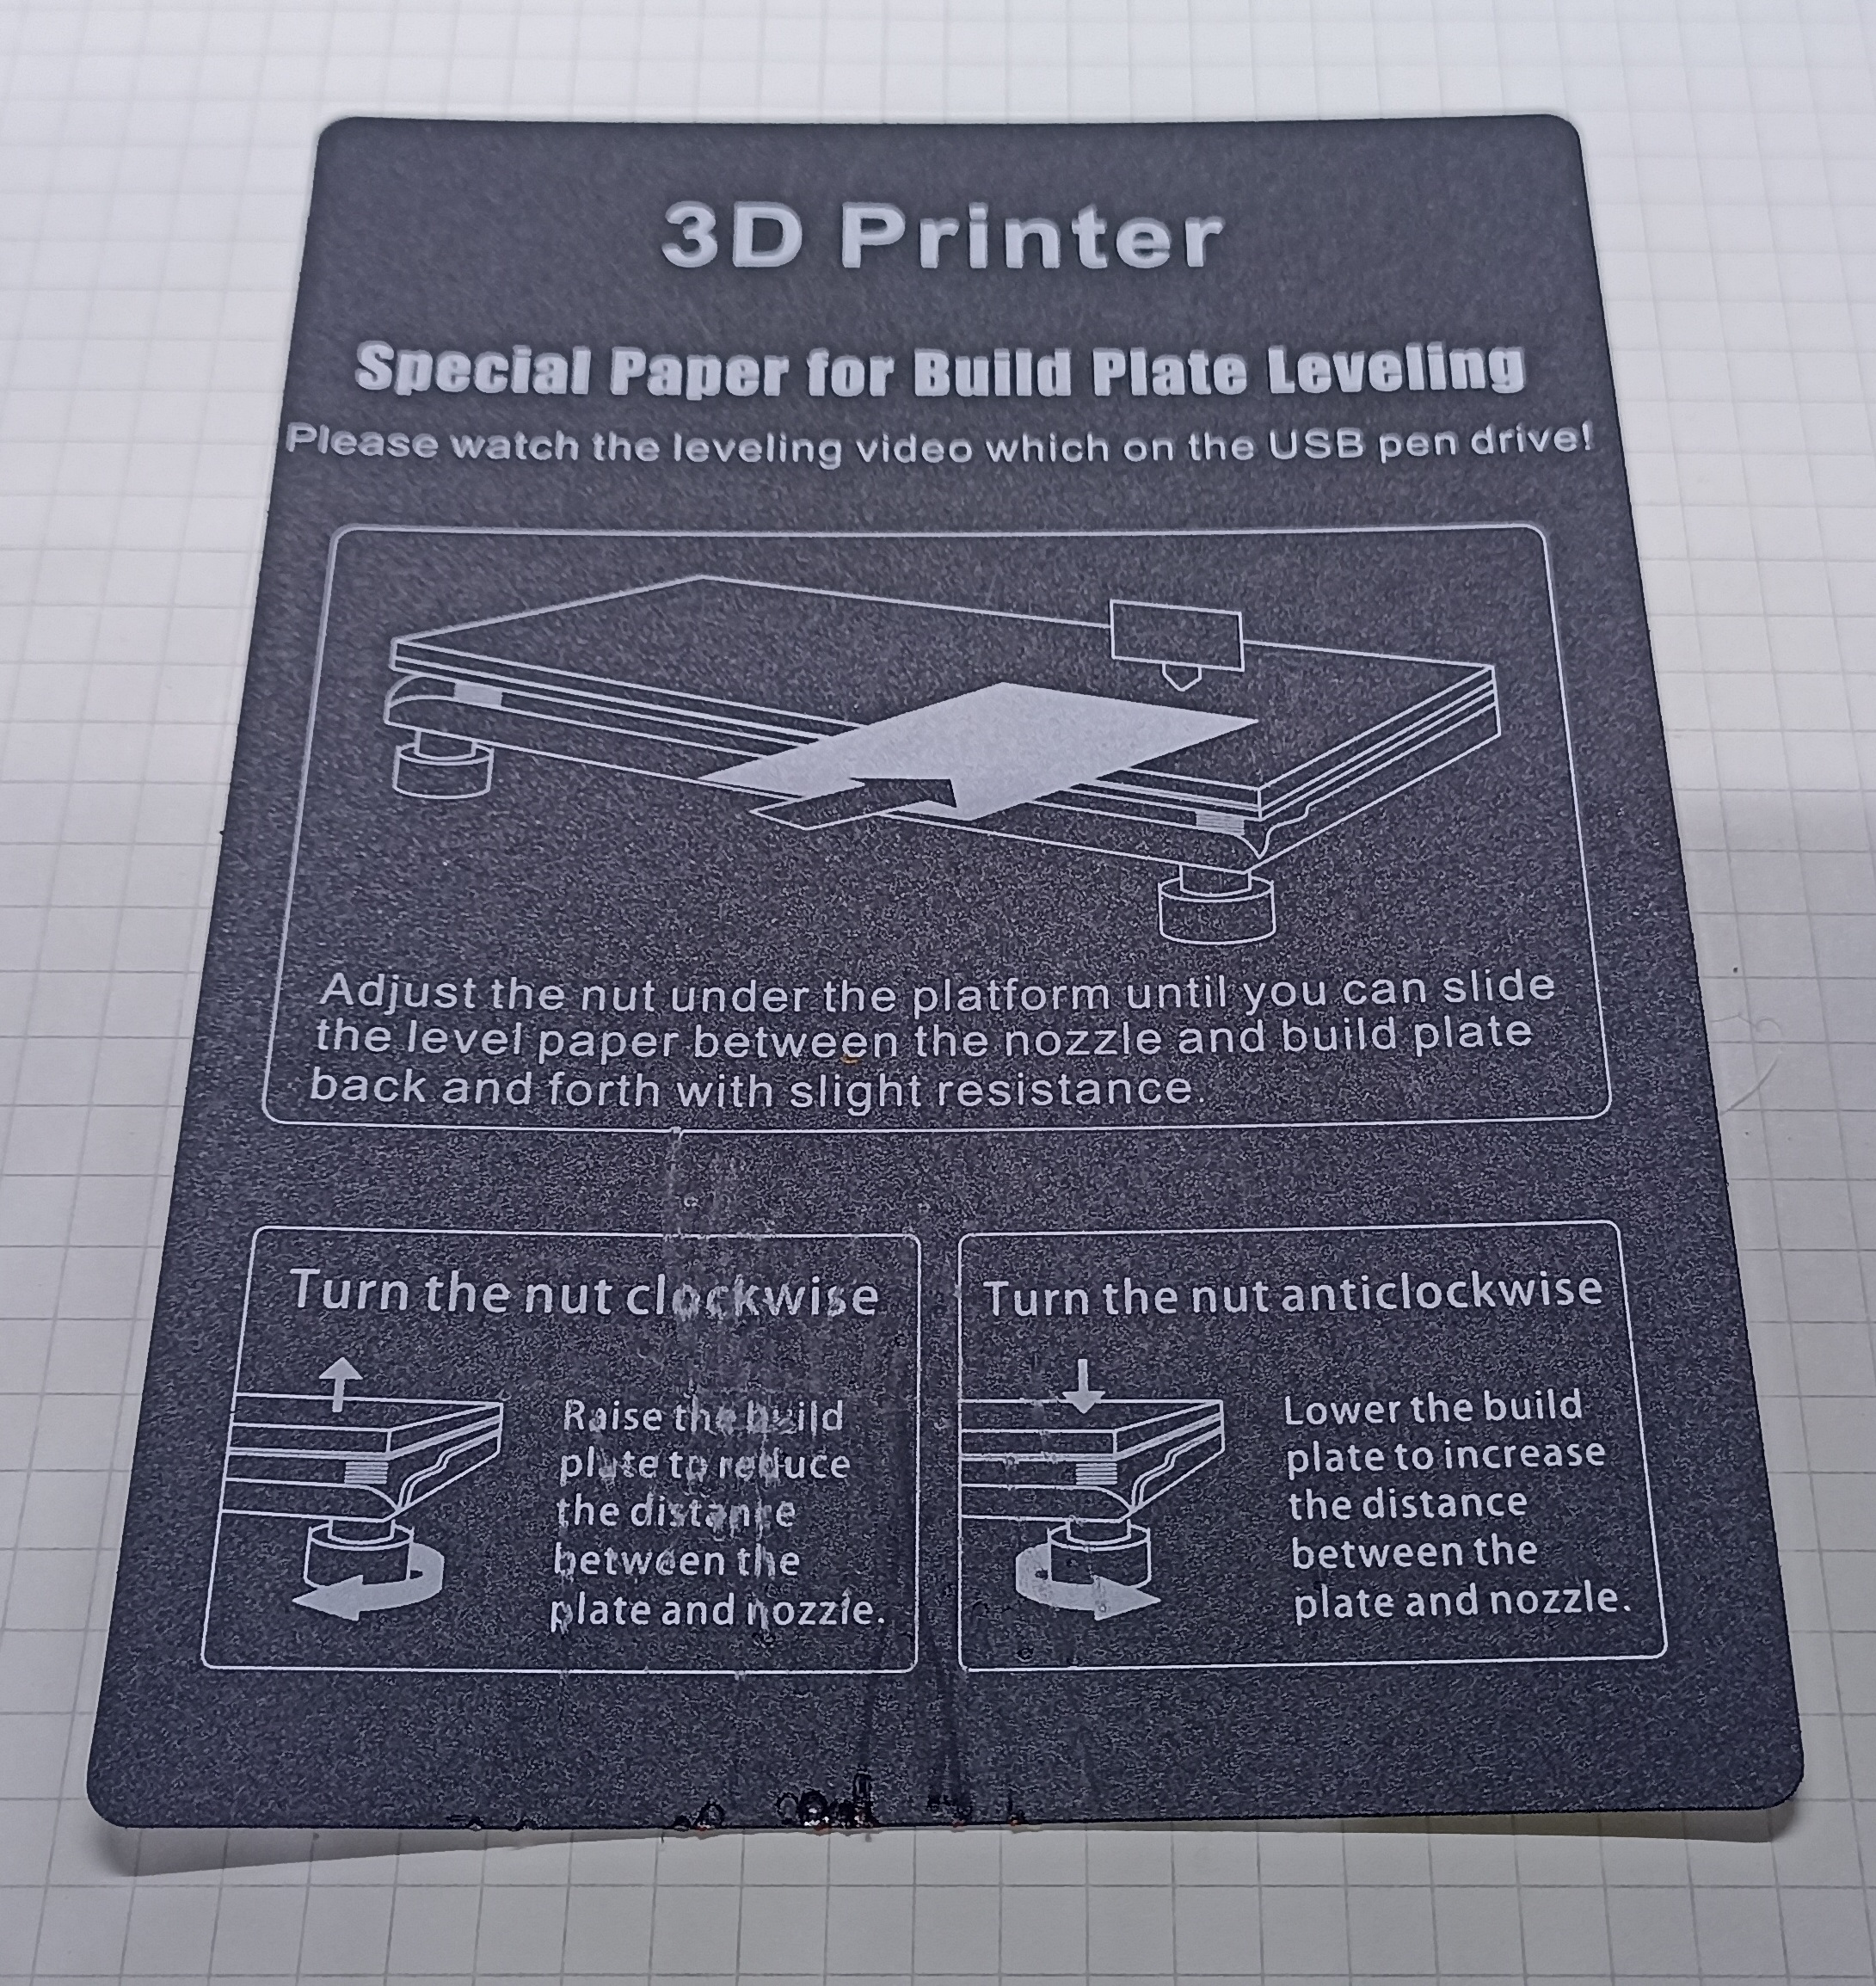 3D Printer
Special Paper for Build Plate Leveling
Please watch the leveling video which on the USB pen drive!
Adjust the nut under the platform until you can slide
the level paper between the nozzle and build plate
back and forth with slight resistance.
Turn the nut clockwise
Raise the build
plate to reduce
the distance
between the
plate and nozzle.
Turn the nut anticlockwise
Lower the build
plate to increase
the distance
between the
plate and nozzle.